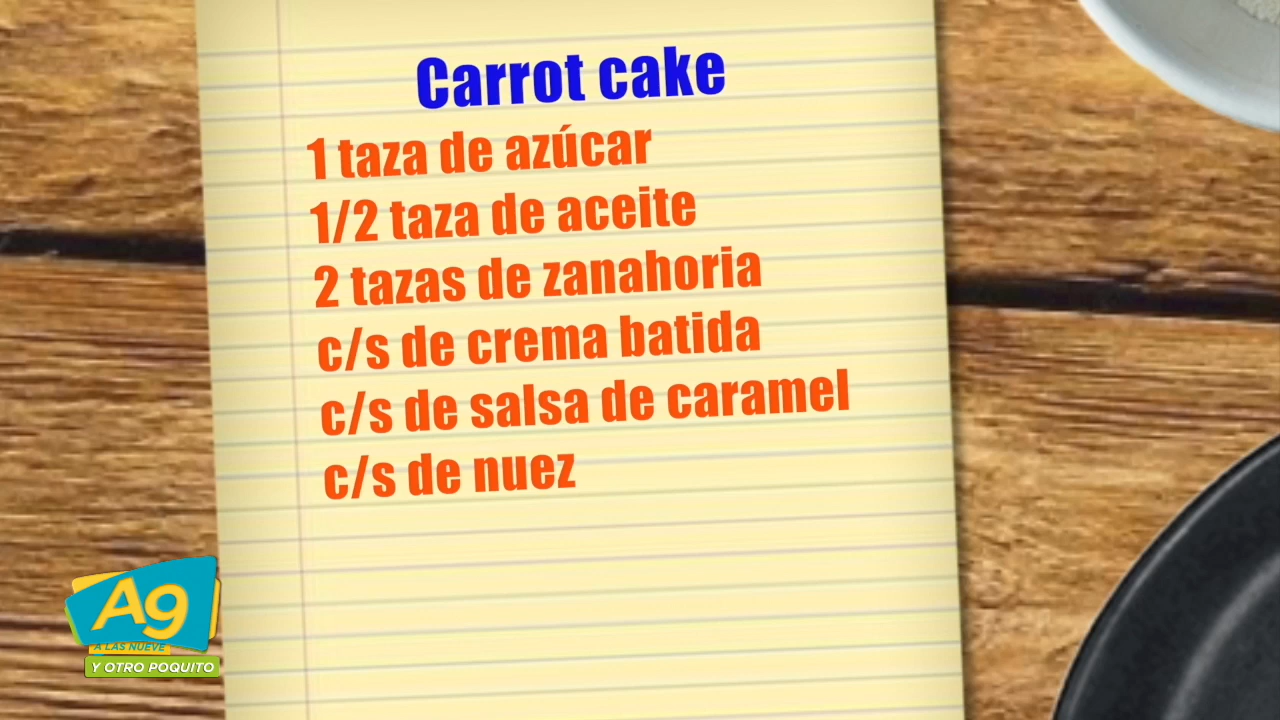 Carrot cake
1 taza de azúcar
1/2 taza de aceite
2 tazas de zanahoria
c/s de crema batida
c/s de salsa de caramel
c/s de nuez
A9
A LAS NUEVE
Y OTRO POQUITO